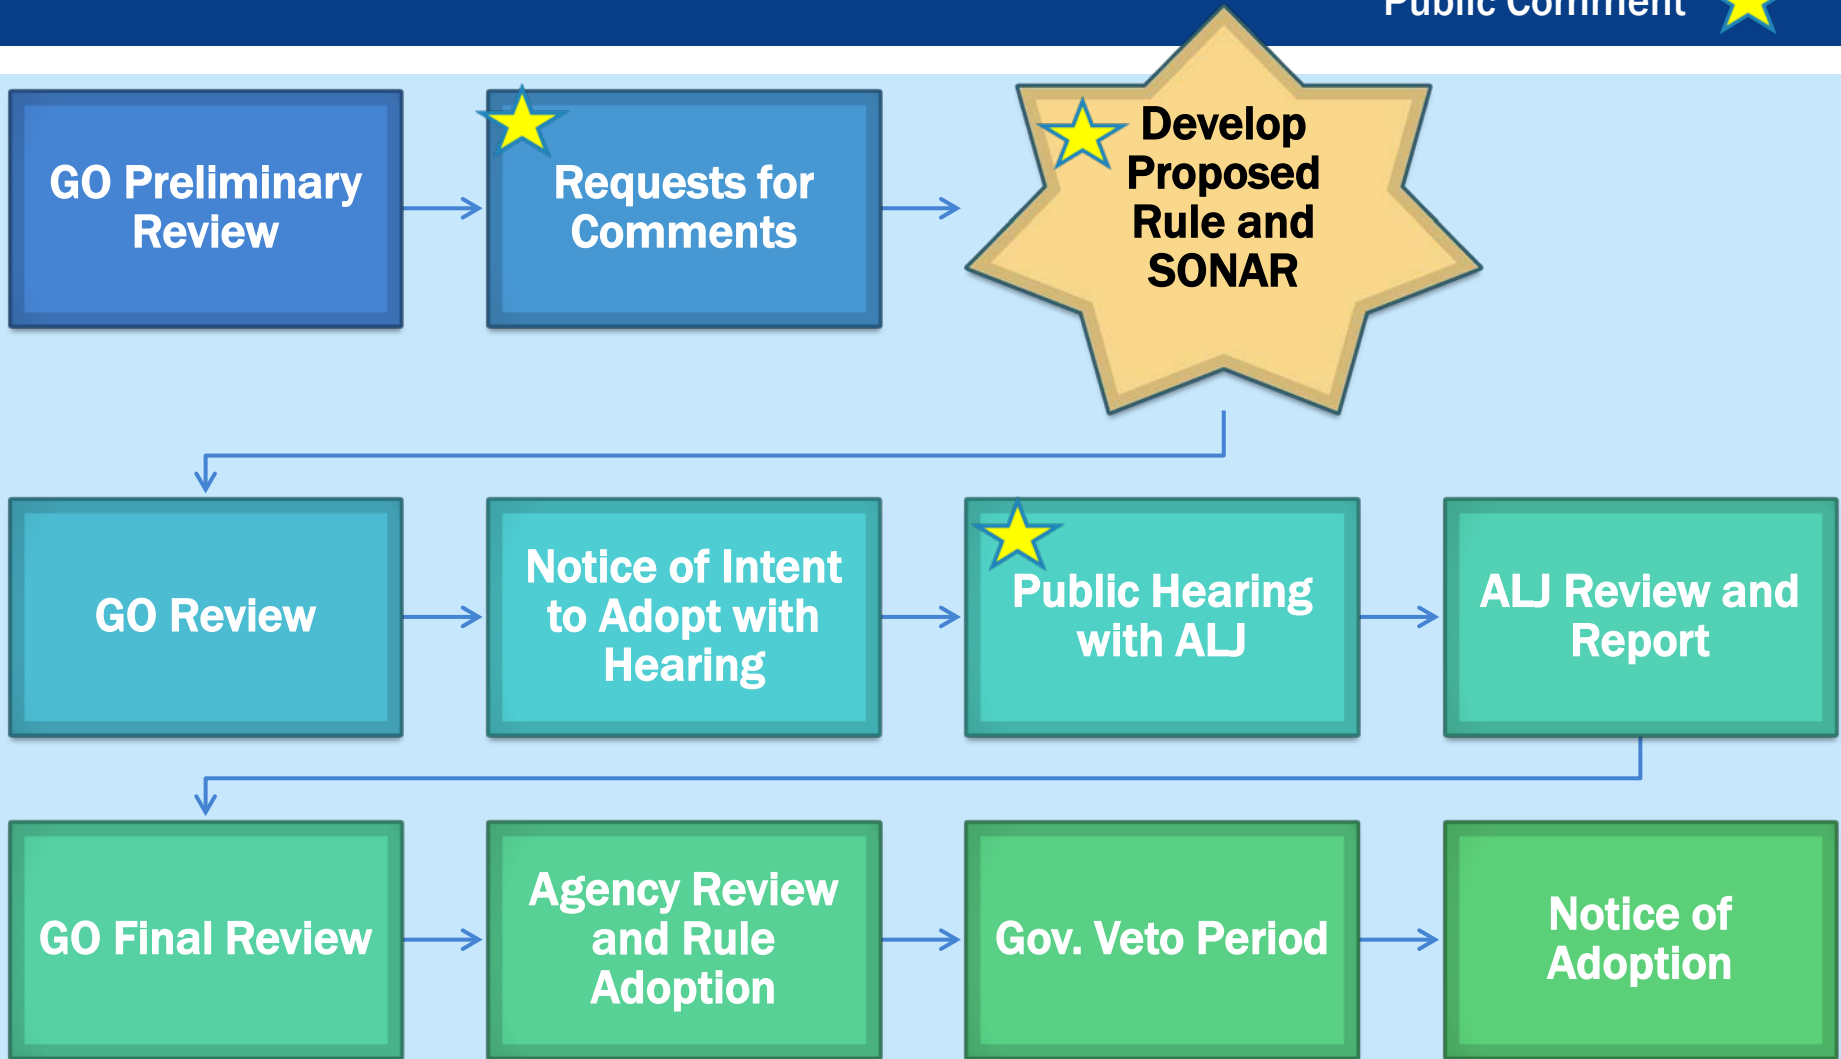 Public Comment
GO Preliminary
Review
Requests for
Comments
Develop
Proposed
Rule and
SONAR
GO Review
Notice of Intent
to Adopt with
Hearing
Public Hearing
with ALJ
ALJ Review and
Report
GO Final Review
Agency Review
and Rule
Adoption
Gov. Veto Period
Notice of
Adoption